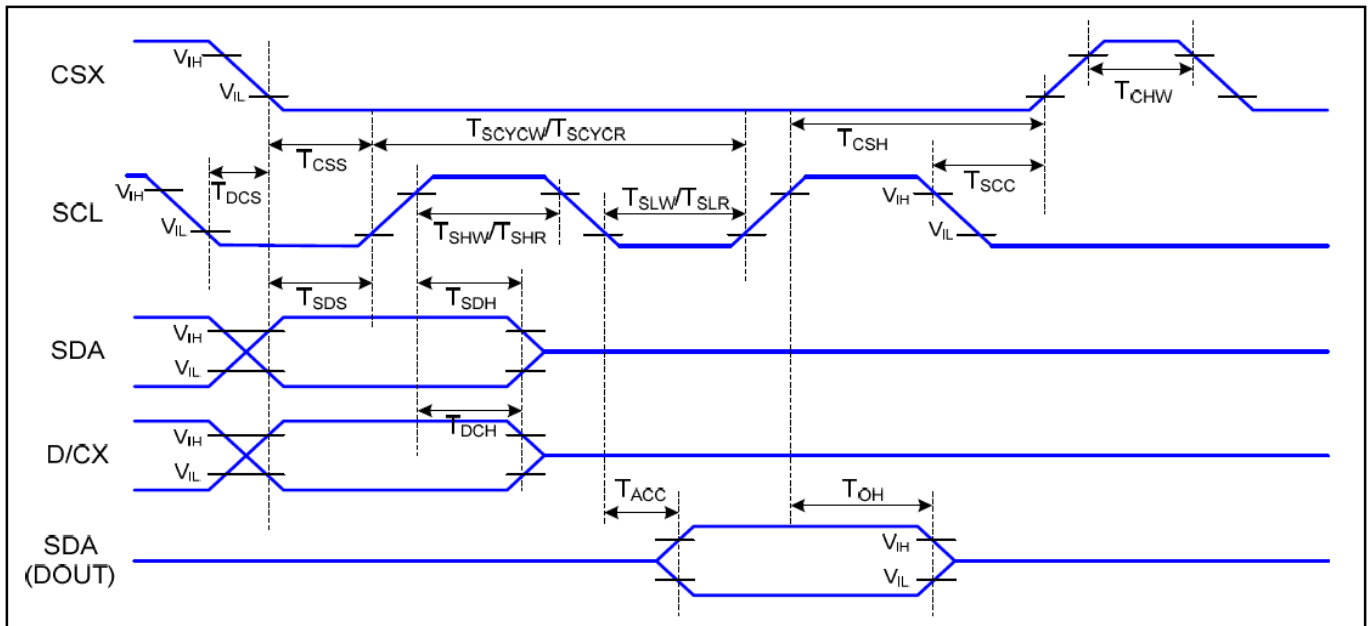 CSX
VIH
VIL
TCHW
TSCYCW/TSCYCR
TCSS
TCSH
TDCS
TSCC
SCL
VIH
VIL
TSHW/TSHR
TSLW/TSLR
VIH
VIL
TSDS
TSDH
SDA
VIH
VIL
TDCH
D/CX
VIH
VIL
TACC
TOH
SDA
(DOUT)
VIH
VIL